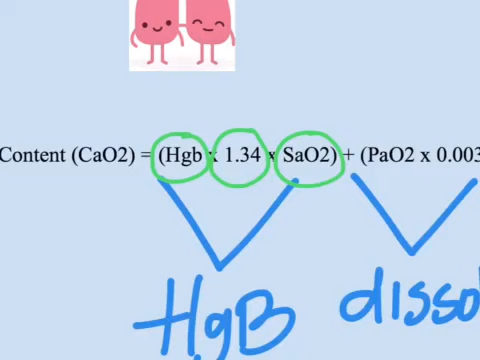 Content (CaO2) = (Hgb x 1.34 x SaO2) + (PaO2 x 0.003
HgB dissol